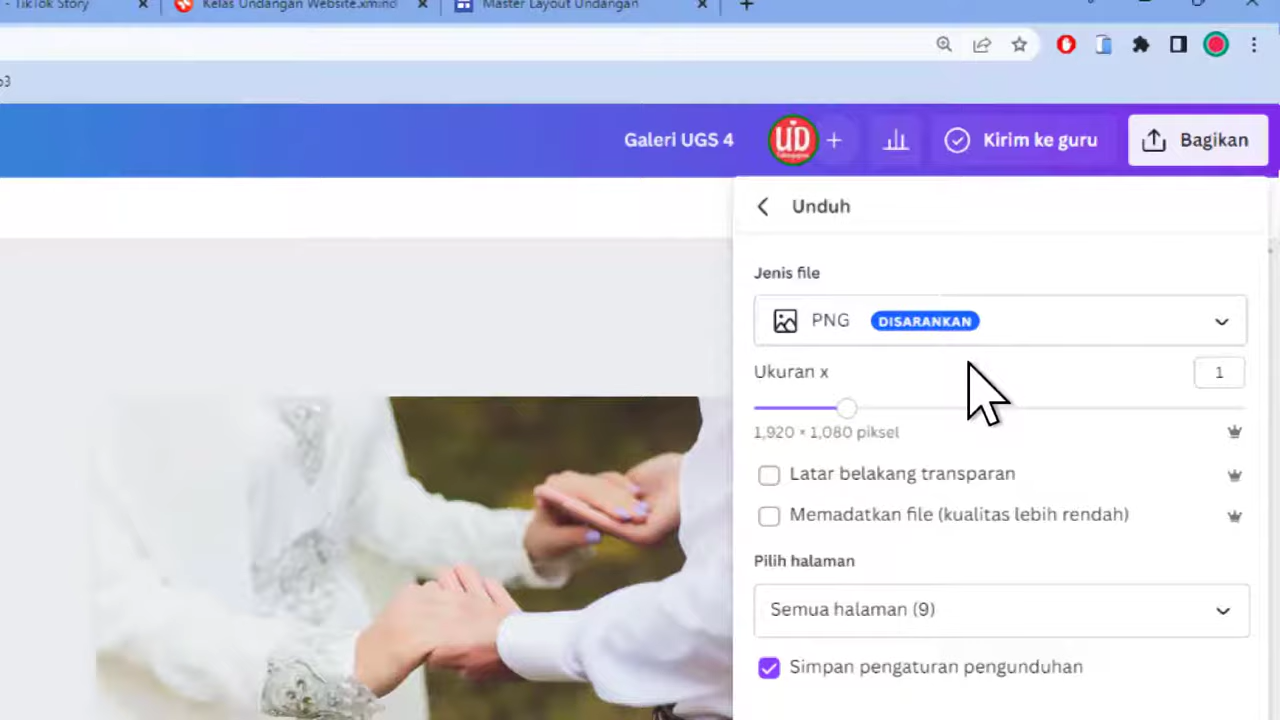 - TikTok Story
Kelas Undangan Website.xmind
Master Layout Undangan
o3
Galeri UGS 4
UD
Kirim ke guru
Bagikan
Unduh
Jenis file
PNG DISARANKAN
Ukuran x
1
1,920 × 1,080 piksel
Latar belakang transparan
Memadatkan file (kualitas lebih rendah)
Pilih halaman
Semua halaman (9)
Simpan pengaturan pengunduhan